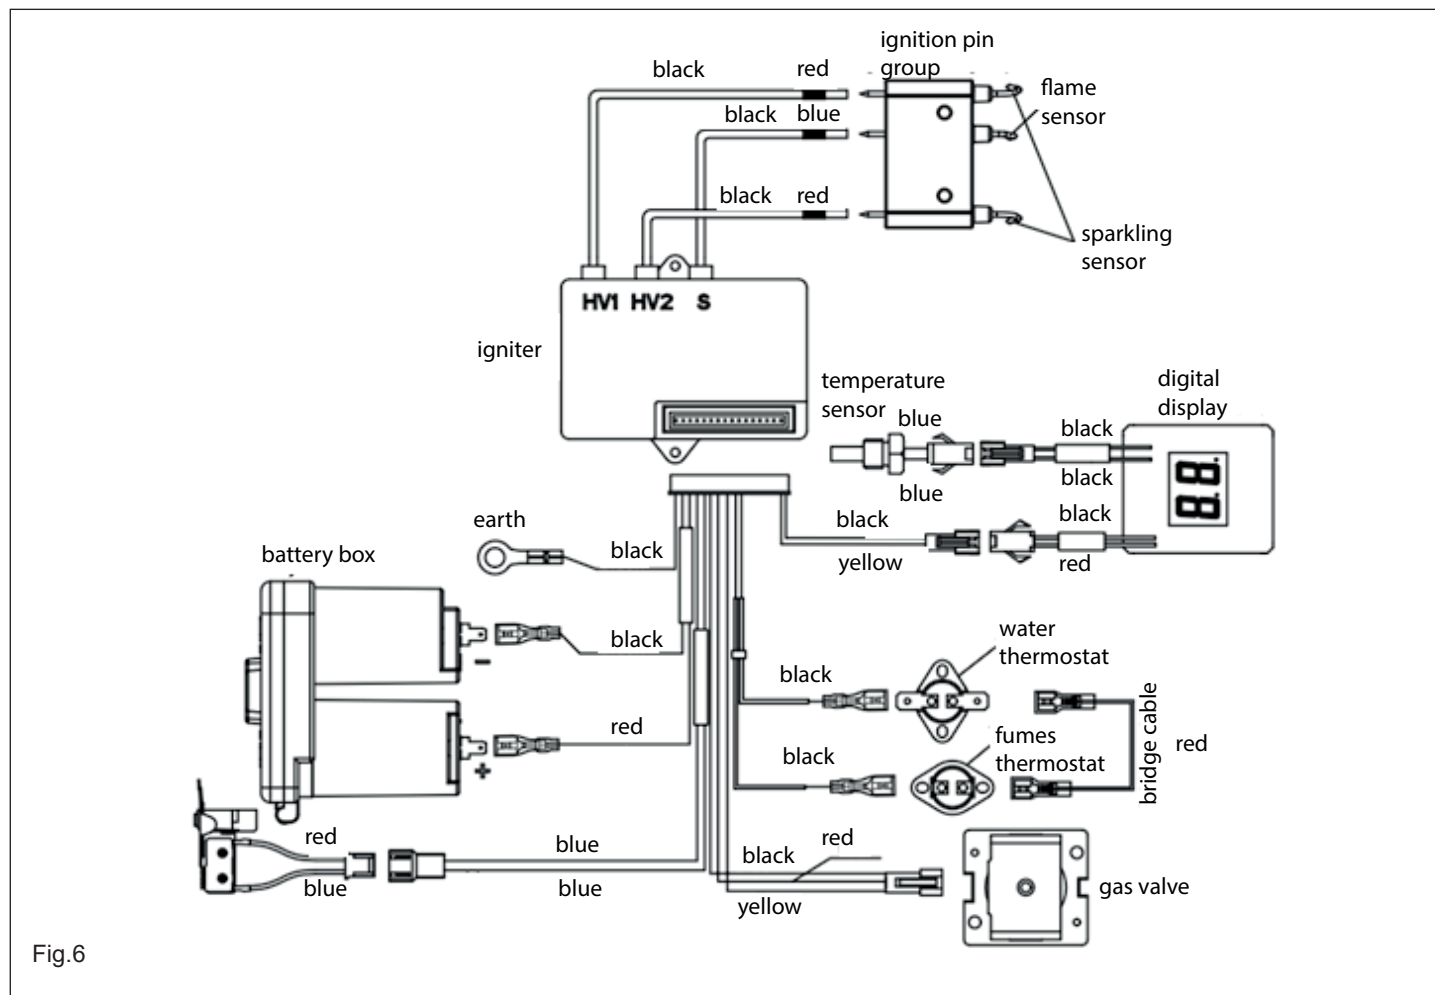 ignition pin
group
black
red
flame
sensor
black
blue
black
red
sparkling
sensor
HV1 HV2 S
igniter
temperature
sensor
blue
blue
digital
display
black
black
88
earth
black
black
yellow
black
red
battery box
black
−
red
+
water
thermostat
black
fumes
thermostat
black
bridge cable
red
red
blue
blue
blue
black
red
yellow
gas valve
Fig.6